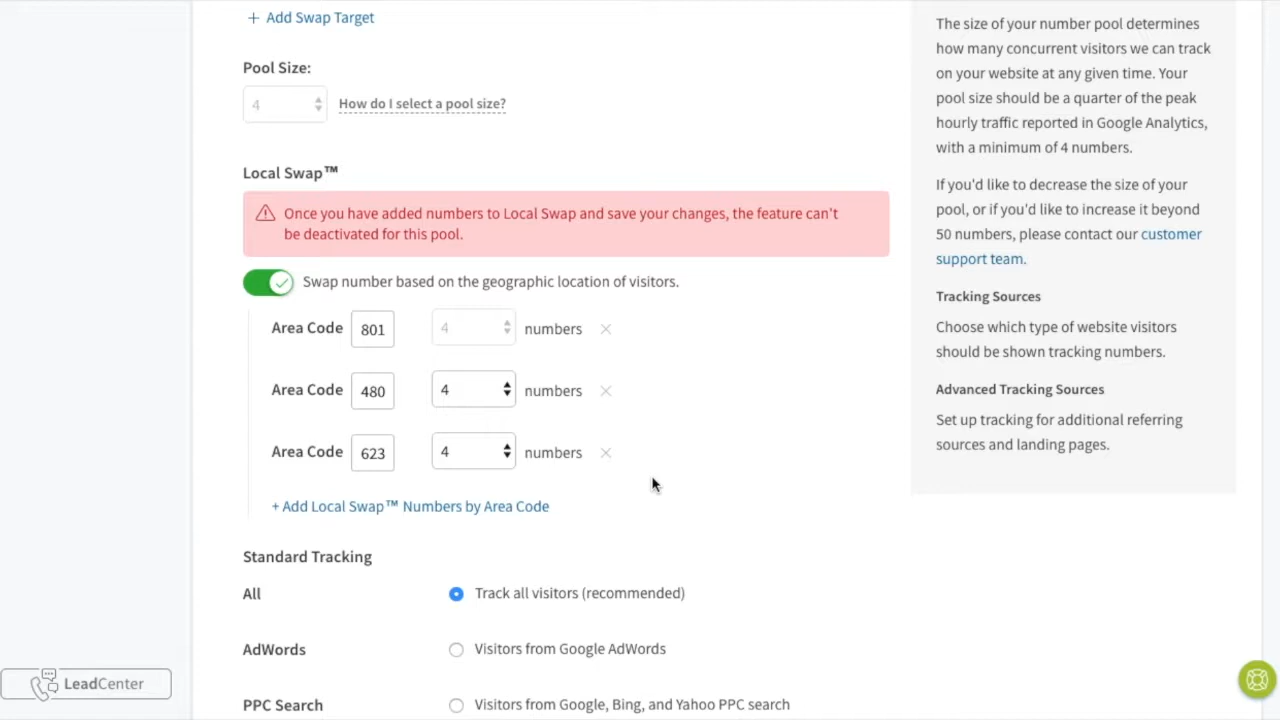 + Add Swap Target
Pool Size:
4
How do I select a pool size?
Local Swap™
Once you have added numbers to Local Swap and save your changes, the feature can't
be deactivated for this pool.
Swap number based on the geographic location of visitors.
Area Code 801 4 numbers ×
Area Code 480 4 numbers ×
Area Code 623 4 numbers ×
+ Add Local Swap™ Numbers by Area Code
Standard Tracking
All Track all visitors (recommended)
AdWords Visitors from Google AdWords
PPC Search Visitors from Google, Bing, and Yahoo PPC search
The size of your number pool determines
how many concurrent visitors we can track
on your website at any given time. Your
pool size should be a quarter of the peak
hourly traffic reported in Google Analytics,
with a minimum of 4 numbers.
If you'd like to decrease the size of your
pool, or if you'd like to increase it beyond
50 numbers, please contact our customer
support team.
Tracking Sources
Choose which type of website visitors
should be shown tracking numbers.
Advanced Tracking Sources
Set up tracking for additional referring
sources and landing pages.
LeadCenter